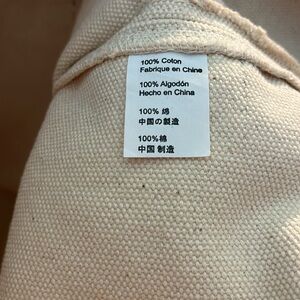 100% Coton
Fabriqué en Chine
100% Algodón
Hecho en China
100% 綿
中国の製造
100%棉
中国 制造